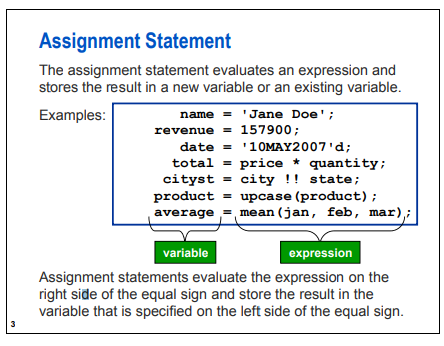 Assignment Statement
The assignment statement evaluates an expression and
stores the result in a new variable or an existing variable.
Examples:
name = 'Jane Doe';
revenue = 157900;
date = '10MAY2007'd;
total = price * quantity;
cityst = city !! state;
product = upcase(product);
average = mean(jan, feb, mar);
variable expression
Assignment statements evaluate the expression on the
right side of the equal sign and store the result in the
variable that is specified on the left side of the equal sign.
3